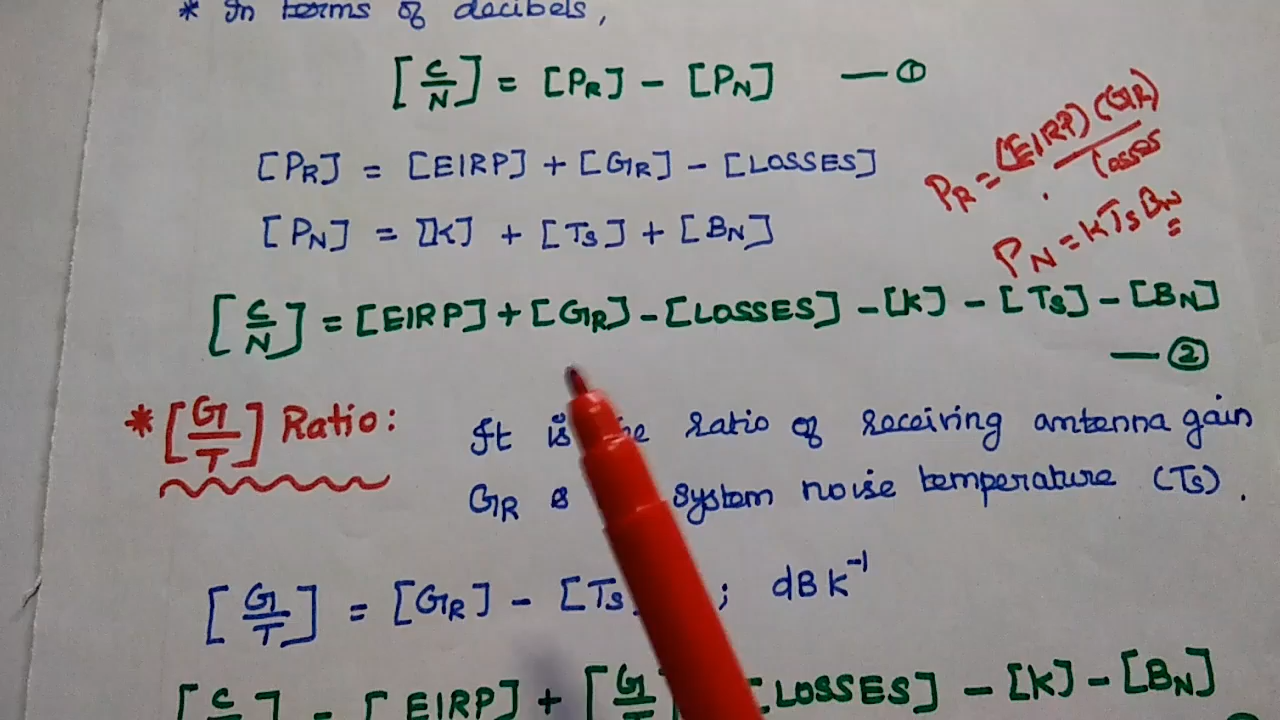 * In terms of decibels,
[C/N] = [PR] - [PN] — ①
[PR] = [EIRP] + [GR] - [LOSSES]
PR = (EIRP) (GR) / losses
[PN] = [K] + [TS] + [BN]
PN = KTS BN
[C/N] = [EIRP] + [GR] - [LOSSES] - [K] - [TS] - [BN]
— ②
* [G/T] Ratio: It is ratio of receiving antenna gain
GR & system noise temperature (TS).
[G/T] = [GR] - [TS] ; dBK⁻¹
[C = [EIRP] + [G/T [LOSSES] - [K] - [BN]